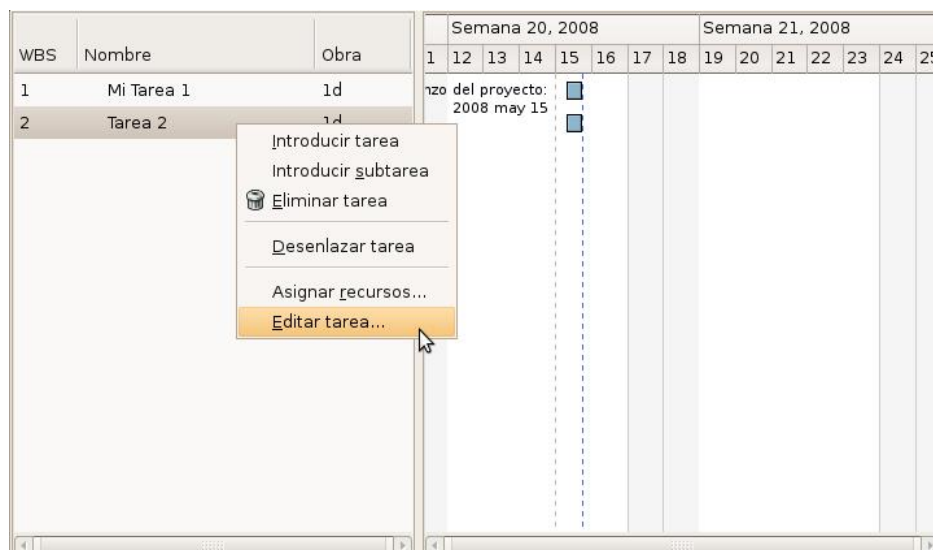 Semana 20, 2008 Semana 21, 2008
WBS Nombre Obra
1 12 13 14 15 16 17 18 19 20 21 22 23 24 25
1 Mi Tarea 1 1d
nzo del proyecto:
2008 may 15
2 Tarea 2 1d
Introducir tarea
Introducir subtarea
Eliminar tarea
Desenlazar tarea
Asignar recursos...
Editar tarea...